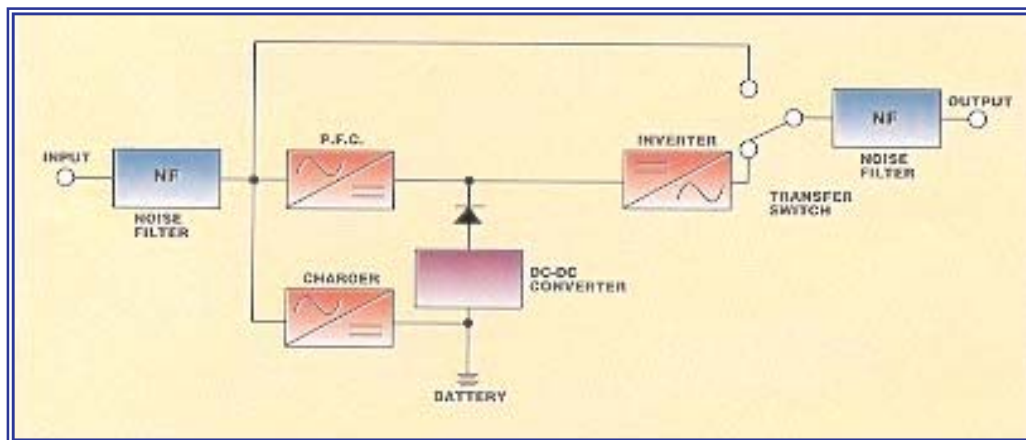 INPUT
NF
NOISE
FILTER
P.F.C.
CHARGER
DC-DC
CONVERTER
BATTERY
INVERTER
TRANSFER
SWITCH
NF
NOISE
FILTER
OUTPUT